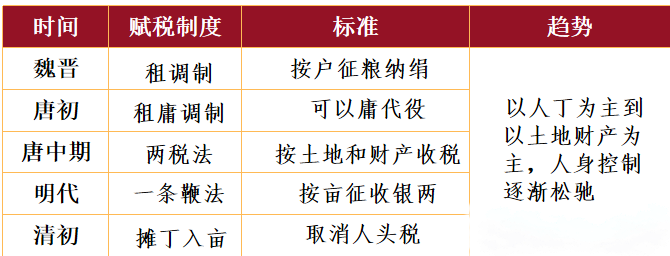 时间 赋税制度 标准 趋势
魏晋 租调制 按户征粮纳绢
唐初 租庸调制 可以庸代役
唐中期 两税法 按土地和财产收税
明代 一条鞭法 按亩征收银两
清初 摊丁入亩 取消人头税
以人丁为主到
以土地财产为
主，人身控制
逐渐松驰